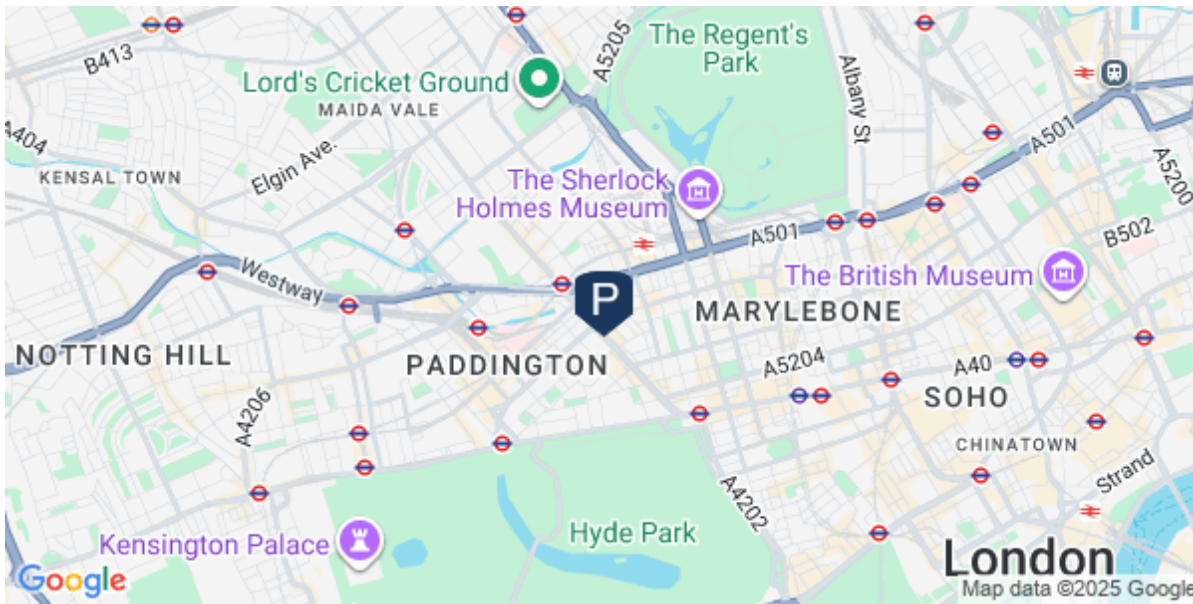 B413
A5205
The Regent's
Park
Lord's Cricket Ground
MAIDA VALE
Albany St
A404
Elgin Ave.
A501
KENSAL TOWN
A5200
The Sherlock
Holmes Museum
A501
B502
Westway
The British Museum
P
MARYLEBONE
NOTTING HILL
PADDINGTON
A5204
A40
SOHO
A4206
CHINATOWN
Strand
A4202
Hyde Park
Kensington Palace
London
Google
Map data ©2025 Google